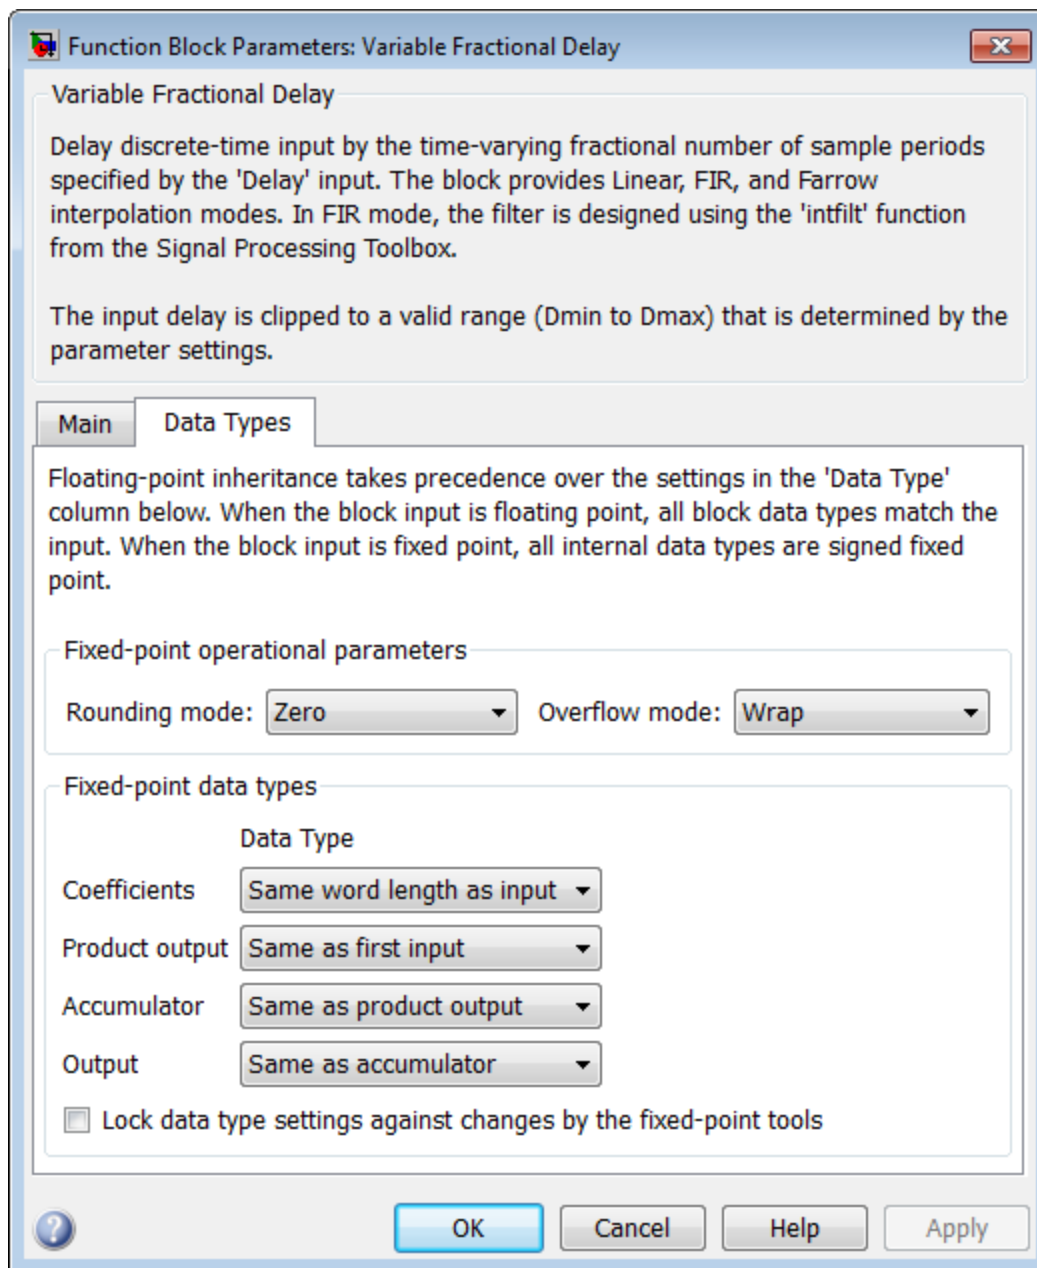 Function Block Parameters: Variable Fractional Delay
Variable Fractional Delay
Delay discrete-time input by the time-varying fractional number of sample periods
specified by the 'Delay' input. The block provides Linear, FIR, and Farrow
interpolation modes. In FIR mode, the filter is designed using the 'intfilt' function
from the Signal Processing Toolbox.
The input delay is clipped to a valid range (Dmin to Dmax) that is determined by the
parameter settings.
Main Data Types
Floating-point inheritance takes precedence over the settings in the 'Data Type'
column below. When the block input is floating point, all block data types match the
input. When the block input is fixed point, all internal data types are signed fixed
point.
Fixed-point operational parameters
Rounding mode: Zero Overflow mode: Wrap
Fixed-point data types
Data Type
Coefficients Same word length as input
Product output Same as first input
Accumulator Same as product output
Output Same as accumulator
Lock data type settings against changes by the fixed-point tools
? OK Cancel Help Apply